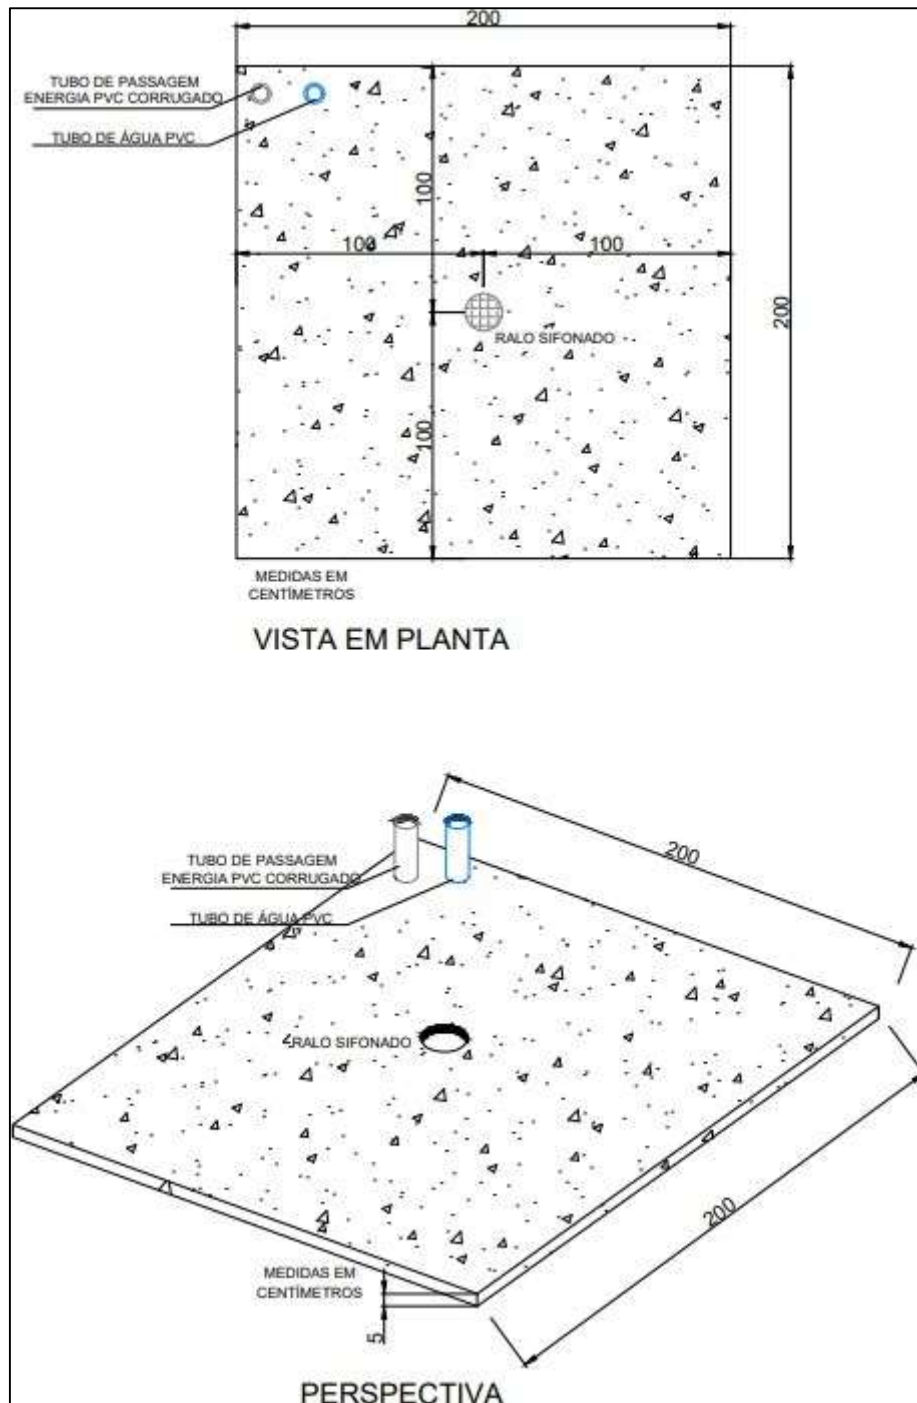 200
TUBO DE PASSAGEM
ENERGIA PVC CORRUGADO
TUBO DE ÁGUA PVC
100
100
100
200
RALO SIFONADO
100
MEDIDAS EM
CENTÍMETROS
VISTA EM PLANTA
200
TUBO DE PASSAGEM
ENERGIA PVC CORRUGADO
TUBO DE ÁGUA PVC
RALO SIFONADO
200
MEDIDAS EM
CENTÍMETROS
5
PERSPECTIVA